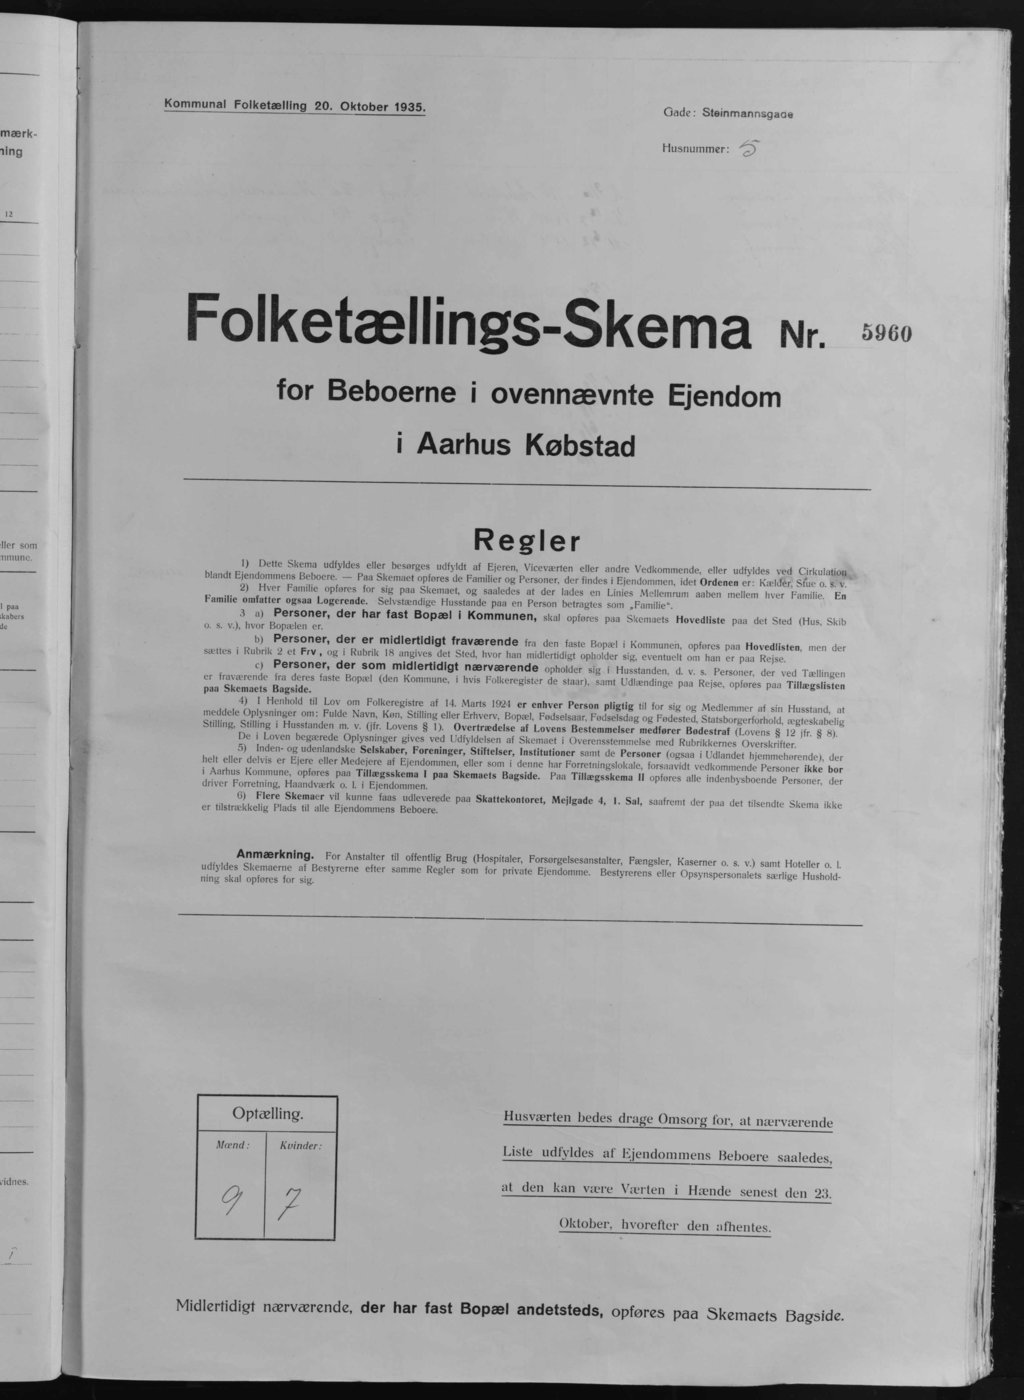 mærk-
ning
12
eller som
mmune.
l paa
skabers
de
vidnes.
Kommunal Folketælling 20. Oktober 1935.
Gade: Steinmannsgade
Husnummer: 5
Folketællings-Skema Nr. 5960
for Beboerne i ovennævnte Ejendom
i Aarhus Købstad
Regler
1) Dette Skema udfyldes eller besørges udfyldt af Ejeren, Viceværten eller andre Vedkommende, eller udfyldes ved Cirkulation
blandt Ejendommens Beboere. — Paa Skemaet opføres de Familier og Personer, der findes i Ejendommen, idet Ordenen er: Kælder, Stue o. s. v.
2) Hver Familie opføres for sig paa Skemaet, og saaledes at der lades en Linies Mellemrum aaben mellem hver Familie. En
Familie omfatter ogsaa Logerende. Selvstændige Husstande paa en Person betragtes som „Familie“.
3 a) Personer, der har fast Bopæl i Kommunen, skal opføres paa Skemaets Hovedliste paa det Sted (Hus, Skib
o. s. v.), hvor Bopælen er.
b) Personer, der er midlertidigt fraværende fra den faste Bopæl i Kommunen, opføres paa Hovedlisten, men der
sættes i Rubrik 2 et Frv, og i Rubrik 18 angives det Sted, hvor han midlertidigt opholder sig, eventuelt om han er paa Rejse.
c) Personer, der som midlertidigt nærværende opholder sig i Husstanden, d. v. s. Personer, der ved Tællingen
er fraværende fra deres faste Bopæl (den Kommune, i hvis Folkeregister de staar), samt Udlændinge paa Rejse, opføres paa Tillægslisten
paa Skemaets Bagside.
4) I Henhold til Lov om Folkeregistre af 14. Marts 1924 er enhver Person pligtig til for sig og Medlemmer af sin Husstand, at
meddele Oplysninger om: Fulde Navn, Køn, Stilling eller Erhverv, Bopæl, Fødselsaar, Fødselsdag og Fødested, Statsborgerforhold, ægteskabelig
Stilling, Stilling i Husstanden m. v. (jfr. Lovens § 1). Overtrædelse af Lovens Bestemmelser medfører Bødestraf (Lovens § 12 jfr. § 8).
De i Loven begærede Oplysninger gives ved Udfyldelsen af Skemaet i Overensstemmelse med Rubrikkernes Overskrifter.
5) Inden- og udenlandske Selskaber, Foreninger, Stiftelser, Institutioner samt de Personer (ogsaa i Udlandet hjemmehørende), der
helt eller delvis er Ejere eller Medejere af Ejendommen, eller som i denne har Forretningslokale, forsaavidt vedkommende Personer ikke bor
i Aarhus Kommune, opføres paa Tillægsskema I paa Skemaets Bagside. Paa Tillægsskema II opføres alle indenbysboende Personer, der
driver Forretning, Haandværk o. l. i Ejendommen.
6) Flere Skemaer vil kunne faas udleverede paa Skattekontoret, Mejlgade 4, 1. Sal, saafremt der paa det tilsendte Skema ikke
er tilstrækkelig Plads til alle Ejendommens Beboere.
Anmærkning. For Anstalter til offentlig Brug (Hospitaler, Forsørgelsesanstalter, Fængsler, Kaserner o. s. v.) samt Hoteller o. l.
udfyldes Skemaerne af Bestyrerne efter samme Regler som for private Ejendomme. Bestyrerens eller Opsynspersonalets særlige Hushold-
ning skal opføres for sig.
Optælling.
Mænd: Kvinder:
9 7
Husværten bedes drage Omsorg for, at nærværende
Liste udfyldes af Ejendommens Beboere saaledes,
at den kan være Værten i Hænde senest den 23.
Oktober, hvorefter den afhentes.
Midlertidigt nærværende, der har fast Bopæl andetsteds, opføres paa Skemaets Bagside.